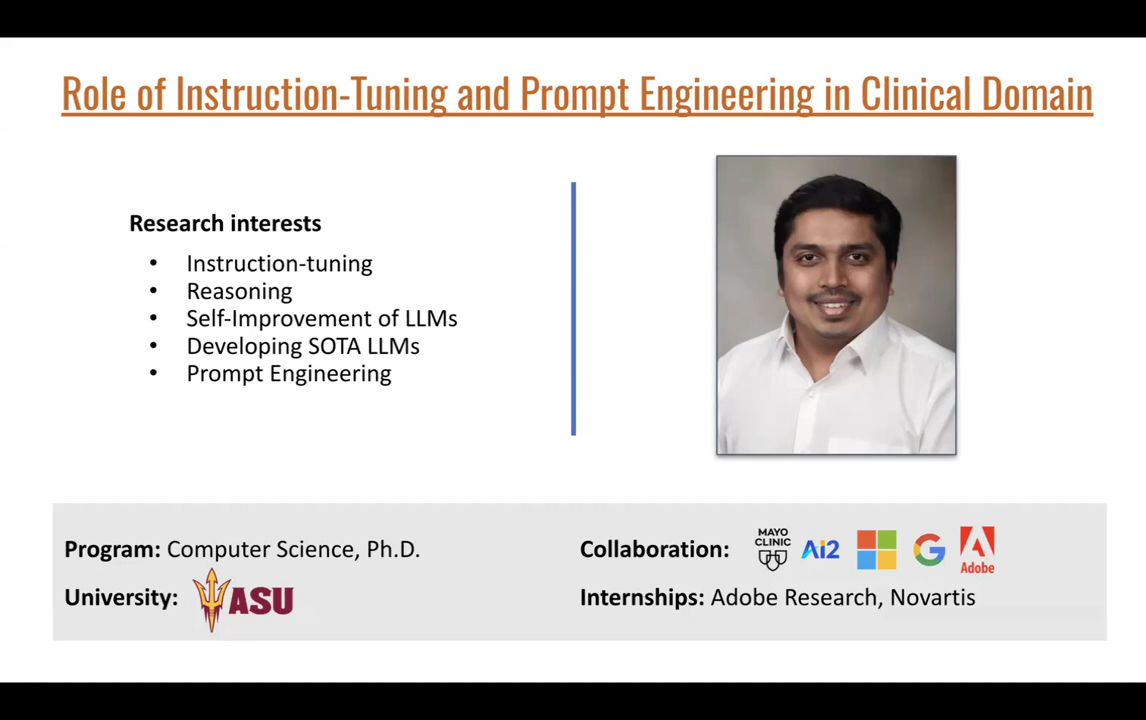 Role of Instruction-Tuning and Prompt Engineering in Clinical Domain
Research interests
• Instruction-tuning
• Reasoning
• Self-Improvement of LLMs
• Developing SOTA LLMs
• Prompt Engineering
Program: Computer Science, Ph.D.
University: ASU
Collaboration: MAYO CLINIC Ai2 G Adobe
Internships: Adobe Research, Novartis